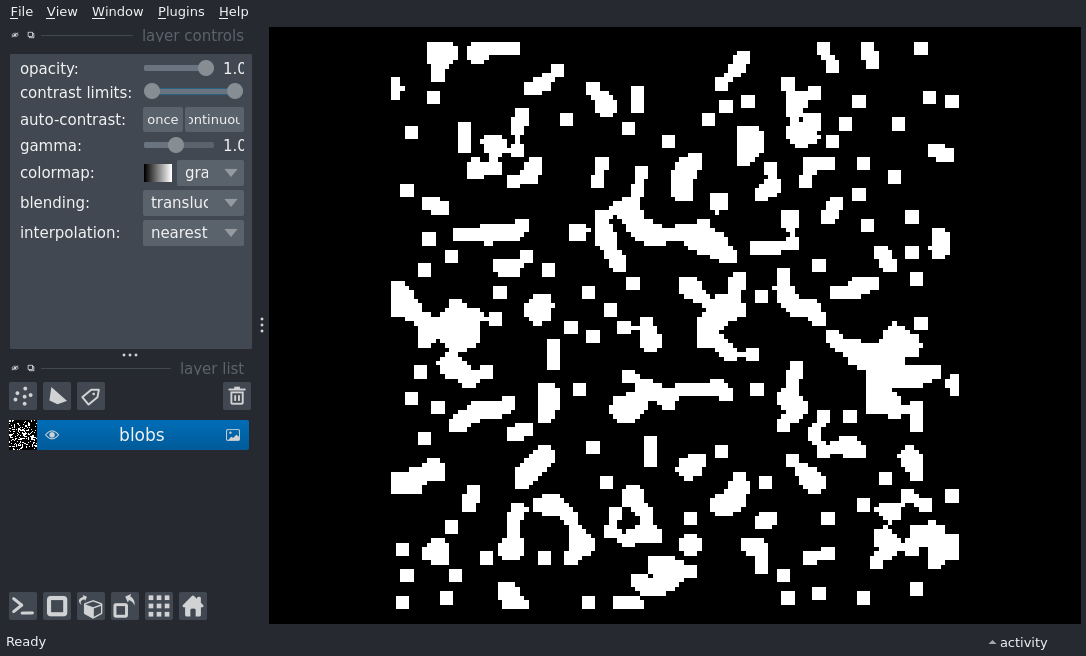 File View Window Plugins Help
layer controls
opacity: 1.0
contrast limits:
auto-contrast: once ontinuou
gamma: 1.0
colormap: gra
blending: transluc
interpolation: nearest
layer list
blobs
Ready
activity